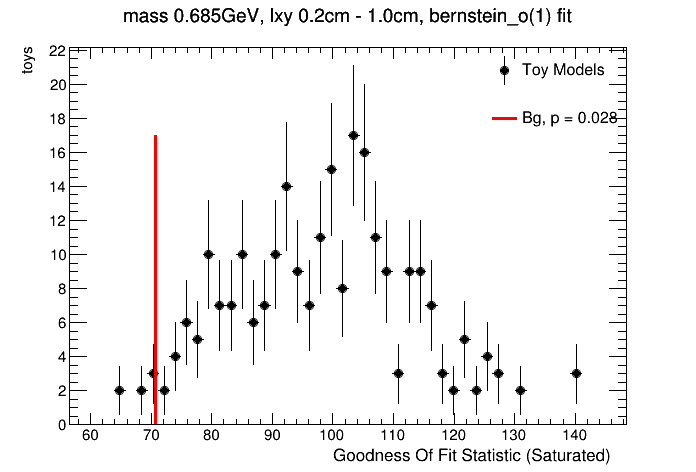 mass 0.685GeV, lxy 0.2cm - 1.0cm, bernstein_o(1) fit
toys
22
20
18
16
14
12
10
8
6
4
2
0
Toy Models
Bg, p = 0.028
60 70 80 90 100 110 120 130 140
Goodness Of Fit Statistic (Saturated)